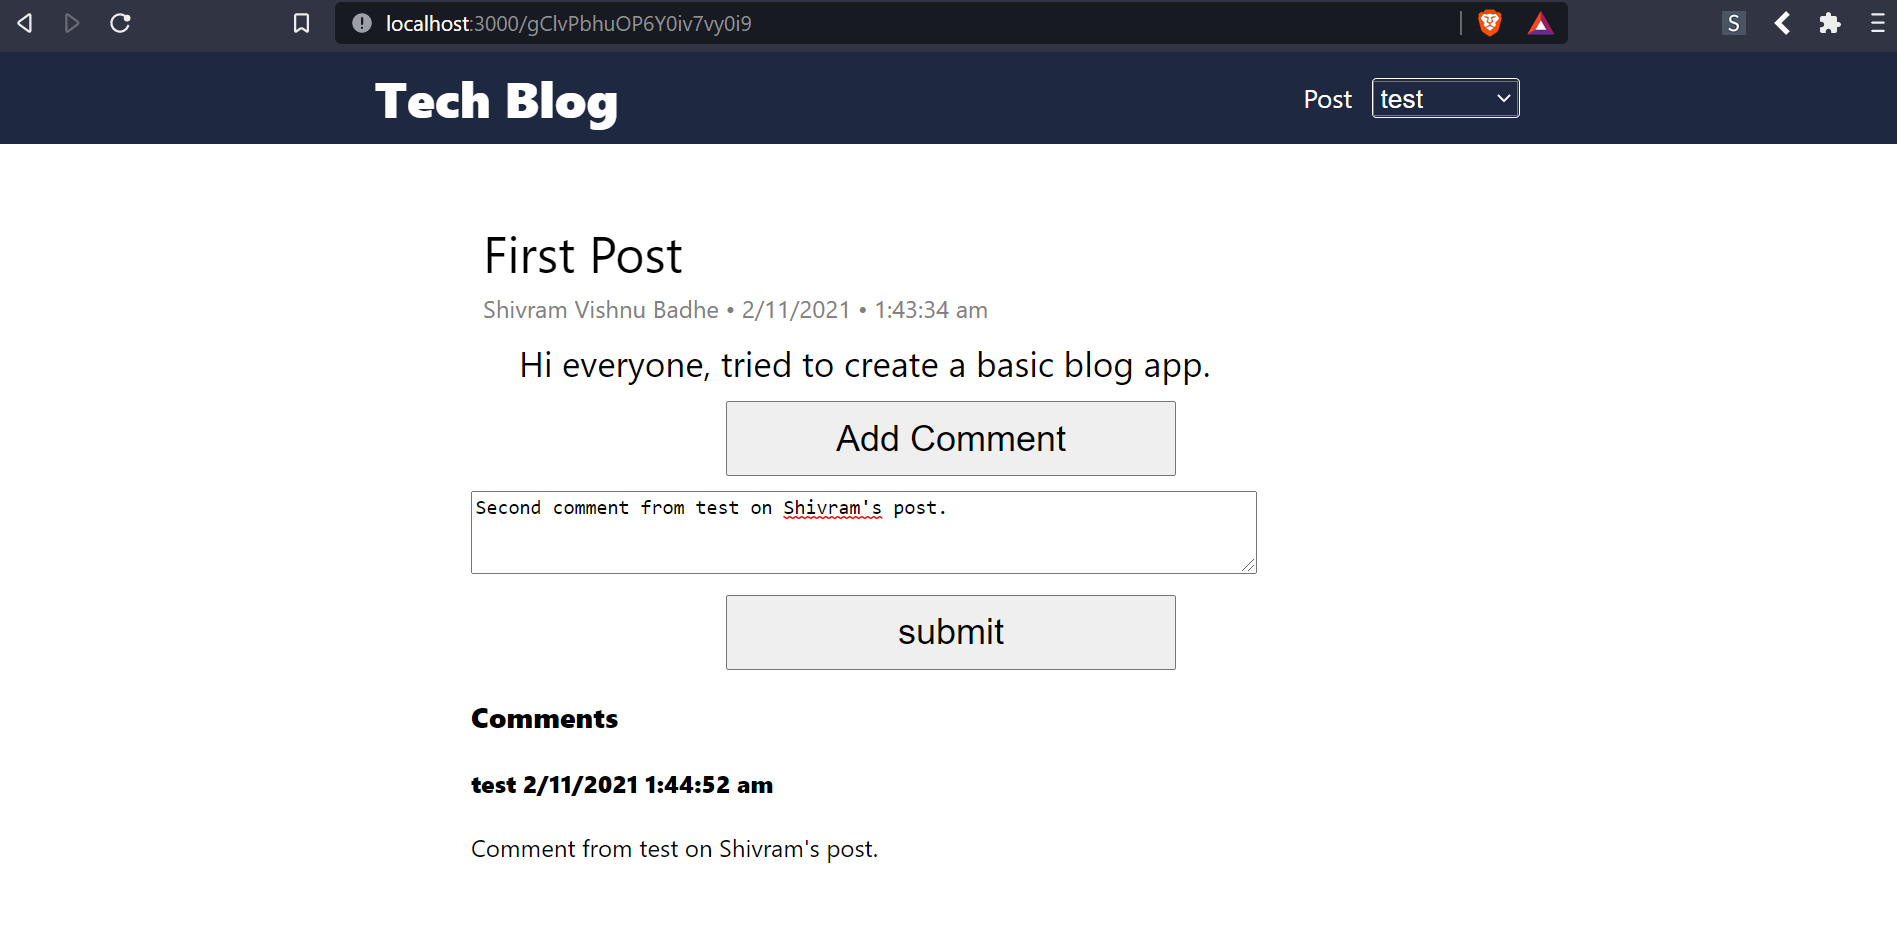 localhost:3000/gClvPbhuOP6Y0iv7vy0i9
S
Tech Blog
Post test
First Post
Shivram Vishnu Badhe • 2/11/2021 • 1:43:34 am
Hi everyone, tried to create a basic blog app.
Add Comment
Second comment from test on Shivram's post.
submit
Comments
test 2/11/2021 1:44:52 am
Comment from test on Shivram's post.